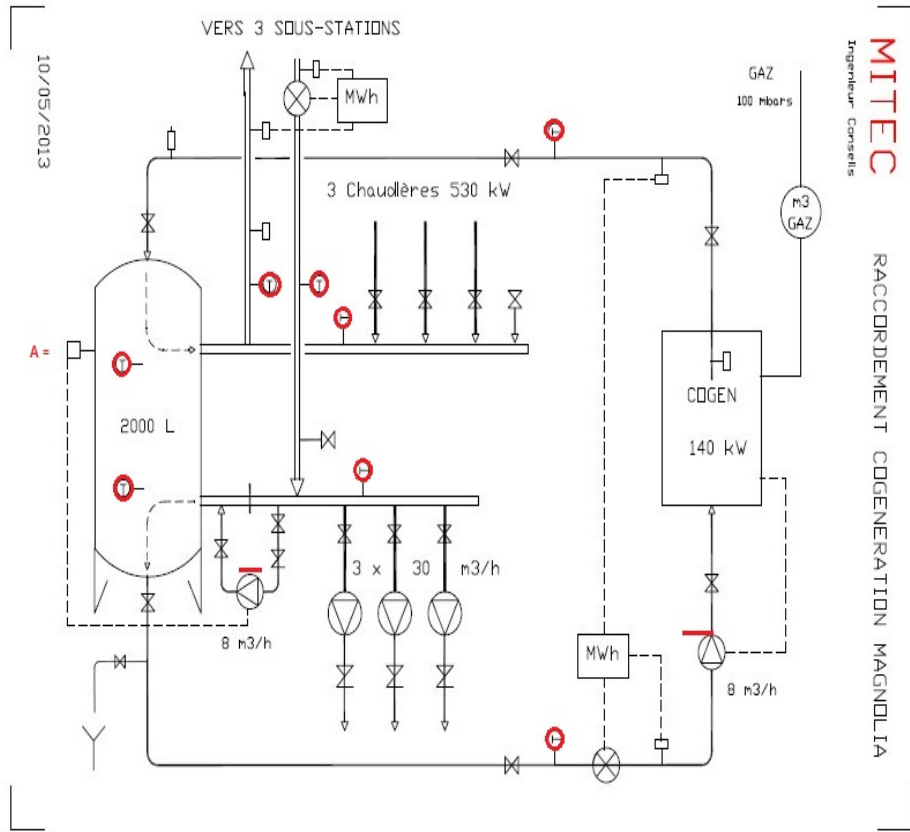 VERS 3 SOUS-STATIONS
10/05/2013
MWh
GAZ
100 mbars
MITEC
Ingenieur Conseils
3 Chaudières 530 kW
m3
GAZ
RACCORDEMENT COGENERATION MAGNOLIA
A =
T
T
T
T
T
T
T
T
2000 L
COGEN
140 kW
3 x 30 m3/h
8 m3/h
MWh
8 m3/h